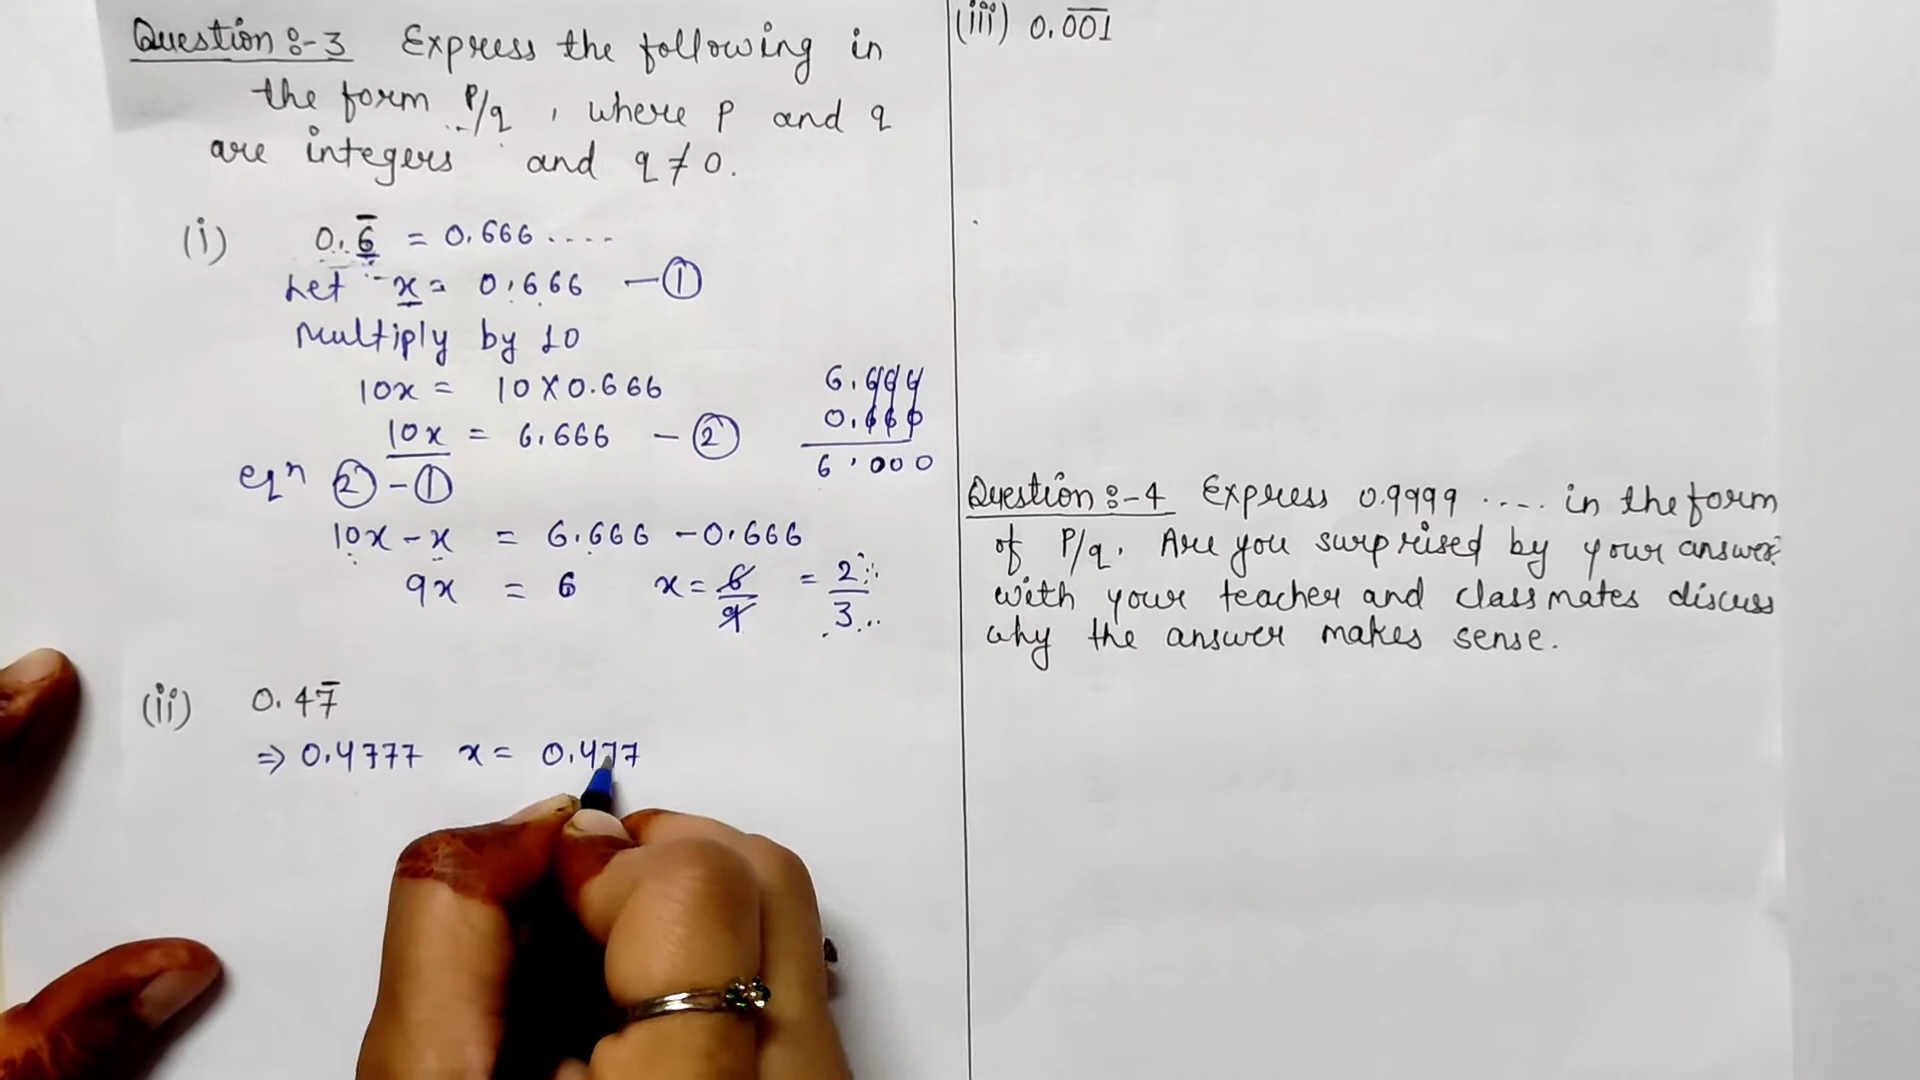 Question :-3 Express the following in
the form P/q , where p and q
are integers and q ≠ 0.
(i) 0.6̅ = 0.666 ....
Let x = 0.666 — ①
Multiply by 10
10x = 10 X 0.666
10x = 6.666 — ②
6.666
0.666
6.000
eqⁿ ② - ①
10x - x = 6.666 - 0.666
9x = 6 x = 6/9 = 2/3
(ii) 0.47̅
⇒ 0.4777 x = 0.477
(iii) 0.0̅0̅1̅
Question :-4 Express 0.9999 .... in the form
of P/q. Are you surprised by your answer
with your teacher and classmates discuss
why the answer makes sense.